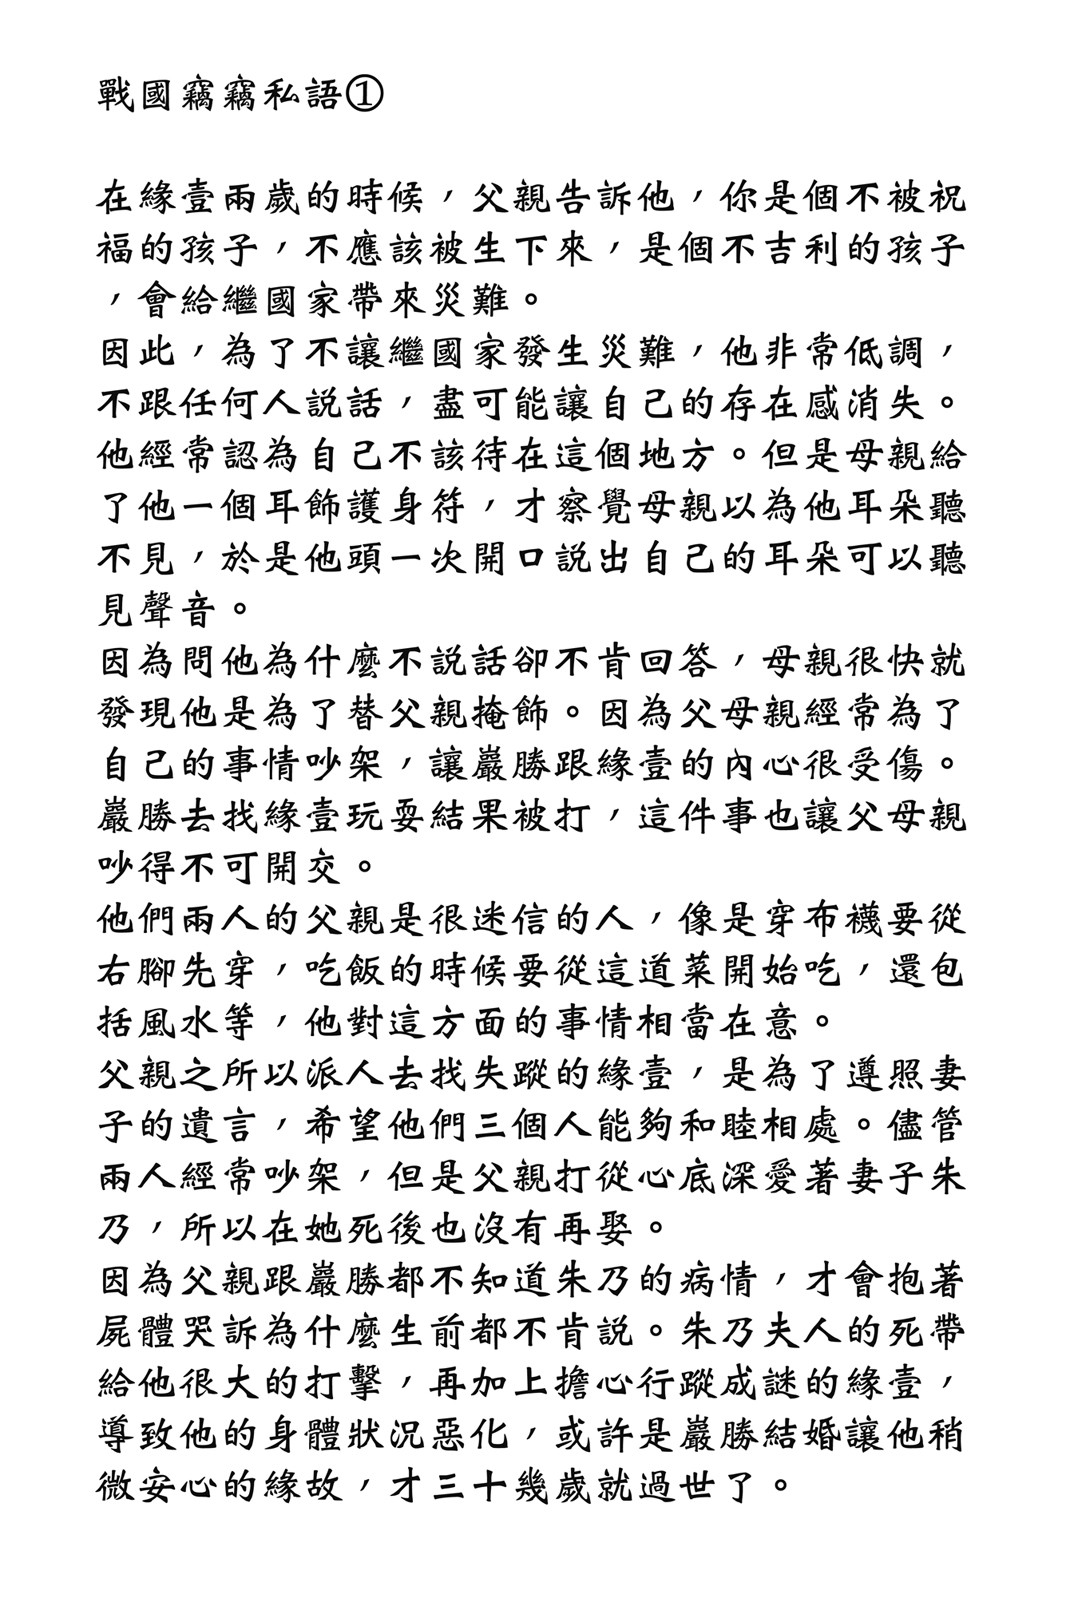 戰國竊竊私語①
在緣壹兩歲的時候，父親告訴他，你是個不被祝
福的孩子，不應該被生下來，是個不吉利的孩子
，會給繼國家帶來災難。
因此，為了不讓繼國家發生災難，他非常低調，
不跟任何人說話，盡可能讓自己的存在感消失。
他經常認為自己不該待在這個地方。但是母親給
了他一個耳飾護身符，才察覺母親以為他耳朵聽
不見，於是他頭一次開口說出自己的耳朵可以聽
見聲音。
因為問他為什麼不說話卻不肯回答，母親很快就
發現他是為了替父親掩飾。因為父母親經常為了
自己的事情吵架，讓巖勝跟緣壹的內心很受傷。
巖勝去找緣壹玩耍結果被打，這件事也讓父母親
吵得不可開交。
他們兩人的父親是很迷信的人，像是穿布襪要從
右腳先穿，吃飯的時候要從這道菜開始吃，還包
括風水等，他對這方面的事情相當在意。
父親之所以派人去找失蹤的緣壹，是為了遵照妻
子的遺言，希望他們三個人能夠和睦相處。儘管
兩人經常吵架，但是父親打從心底深愛著妻子朱
乃，所以在她死後也沒有再娶。
因為父親跟巖勝都不知道朱乃的病情，才會抱著
屍體哭訴為什麼生前都不肯說。朱乃夫人的死帶
給他很大的打擊，再加上擔心行蹤成謎的緣壹，
導致他的身體狀況惡化，或許是巖勝結婚讓他稍
微安心的緣故，才三十幾歲就過世了。